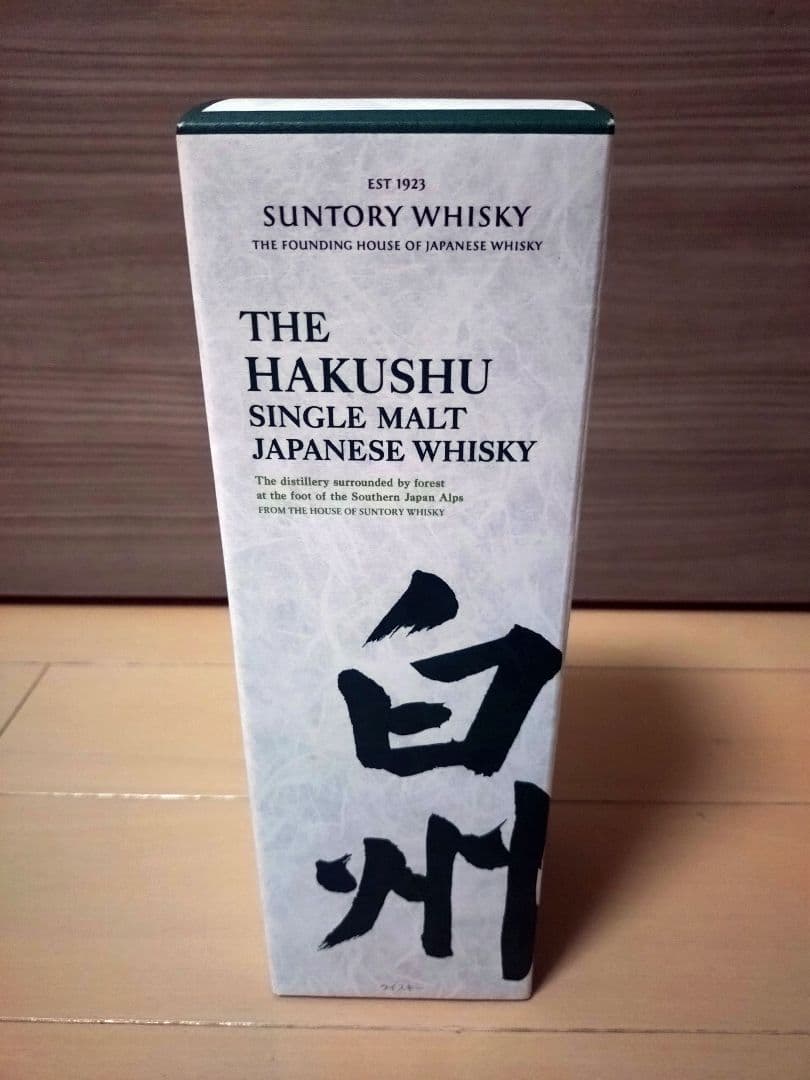 EST 1923
SUNTORY WHISKY
THE FOUNDING HOUSE OF JAPANESE WHISKY
THE
HAKUSHU
SINGLE MALT
JAPANESE WHISKY
The distillery surrounded by forest
at the foot of the Southern Japan Alps
FROM THE HOUSE OF SUNTORY WHISKY
白
州
ウイスキー